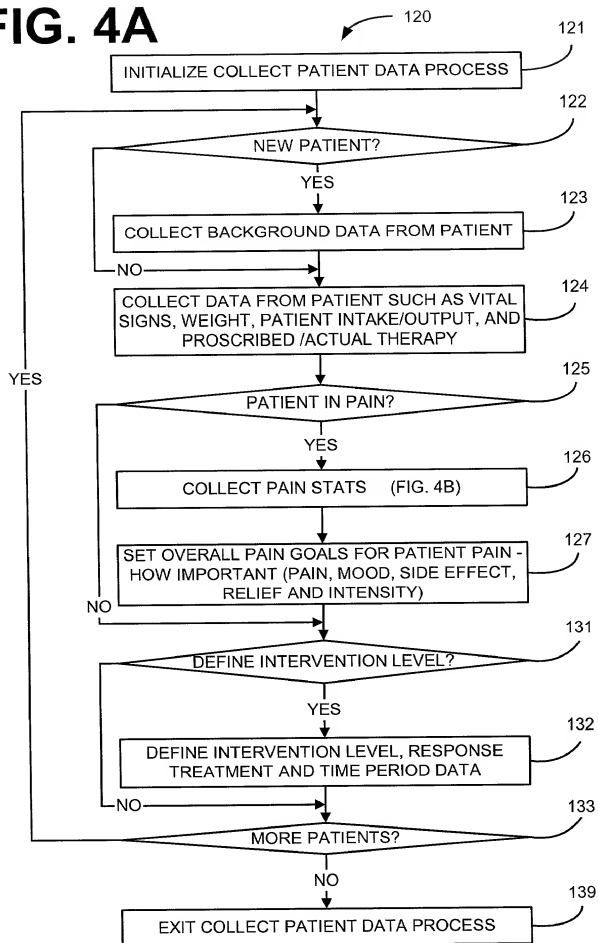 FIG. 4A
120
121
INITIALIZE COLLECT PATIENT DATA PROCESS
122
NEW PATIENT?
YES
123
COLLECT BACKGROUND DATA FROM PATIENT
NO
124
COLLECT DATA FROM PATIENT SUCH AS VITAL
SIGNS, WEIGHT, PATIENT INTAKE/OUTPUT, AND
PROSCRIBED /ACTUAL THERAPY
YES
125
PATIENT IN PAIN?
YES
126
COLLECT PAIN STATS (FIG. 4B)
127
SET OVERALL PAIN GOALS FOR PATIENT PAIN -
HOW IMPORTANT (PAIN, MOOD, SIDE EFFECT,
RELIEF AND INTENSITY)
NO
131
DEFINE INTERVENTION LEVEL?
YES
132
DEFINE INTERVENTION LEVEL, RESPONSE
TREATMENT AND TIME PERIOD DATA
NO
133
MORE PATIENTS?
NO
139
EXIT COLLECT PATIENT DATA PROCESS